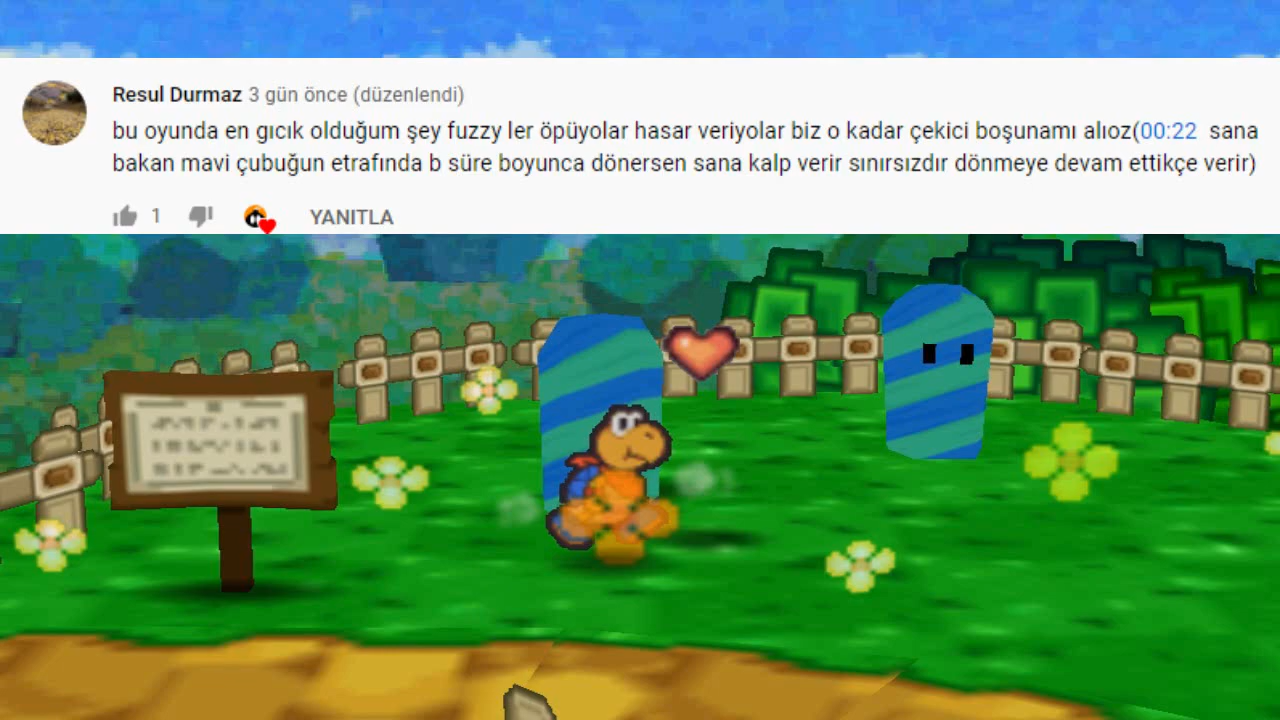 Resul Durmaz 3 gün önce (düzenlendi)
bu oyunda en gıcık olduğum şey fuzzy ler öpüyolar hasar veriyolar biz o kadar çekici boşunamı alıoz(00:22 sana
bakan mavi çubuğun etrafında b süre boyunca dönersen sana kalp verir sınırsızdır dönmeye devam ettikçe verir)
1 YANITLA